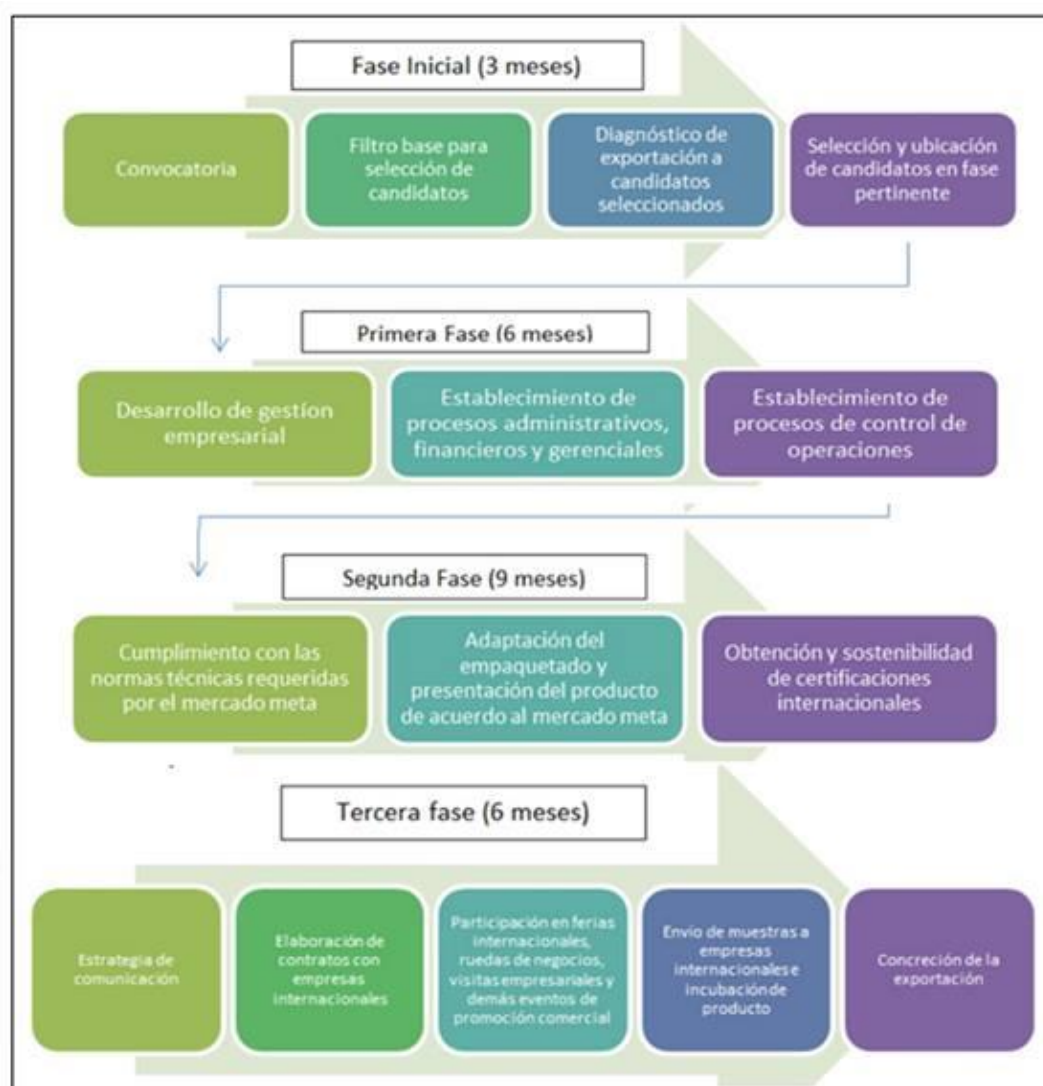 Fase Inicial (3 meses)
Convocatoria
Filtro base para
selección de
candidatos
Diagnóstico de
exportación a
candidatos
seleccionados
Selección y ubicación
de candidatos en fase
pertinente
Primera Fase (6 meses)
Desarrollo de gestíon
empresarial
Establecimiento de
procesos administrativos,
financieros y gerenciales
Establecimiento de
procesos de control de
operaciones
Segunda Fase (9 meses)
Cumplimiento con las
normas técnicas requeridas
por el mercado meta
Adaptación del
empaquetado y
presentación del producto
de acuerdo al mercado meta
Obtención y sostenibilidad
de certificaciones
internacionales
Tercera fase (6 meses)
Estrategia de
comunicación
Elaboración de
contratos con
empresas
internacionales
Participación en ferias
internacionales,
ruedas de negocios,
visitas empresariales y
demás eventos de
promoción comercial
Envío de muestras a
empresas
internacionales e
incubación de
producto
Concreción de la
exportación